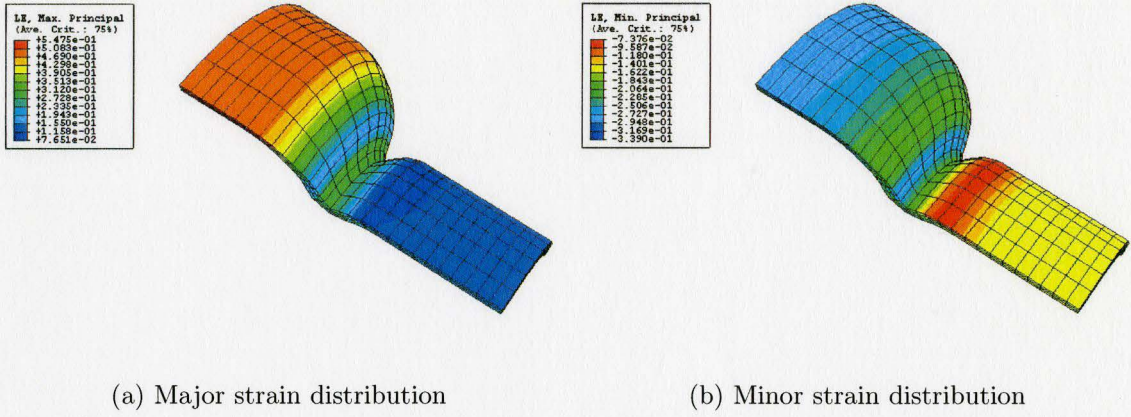 LE, Max. Principal
(Ave. Crit.: 75%)
+5.475e-01
+5.083e-01
+4.690e-01
+4.298e-01
+3.905e-01
+3.513e-01
+3.120e-01
+2.728e-01
+2.335e-01
+1.943e-01
+1.550e-01
+1.158e-01
+7.651e-02
LE, Min. Principal
(Ave. Crit.: 75%)
-7.376e-02
-9.587e-02
-1.180e-01
-1.401e-01
-1.622e-01
-1.843e-01
-2.064e-01
-2.285e-01
-2.506e-01
-2.727e-01
-2.948e-01
-3.169e-01
-3.390e-01
(a) Major strain distribution
(b) Minor strain distribution